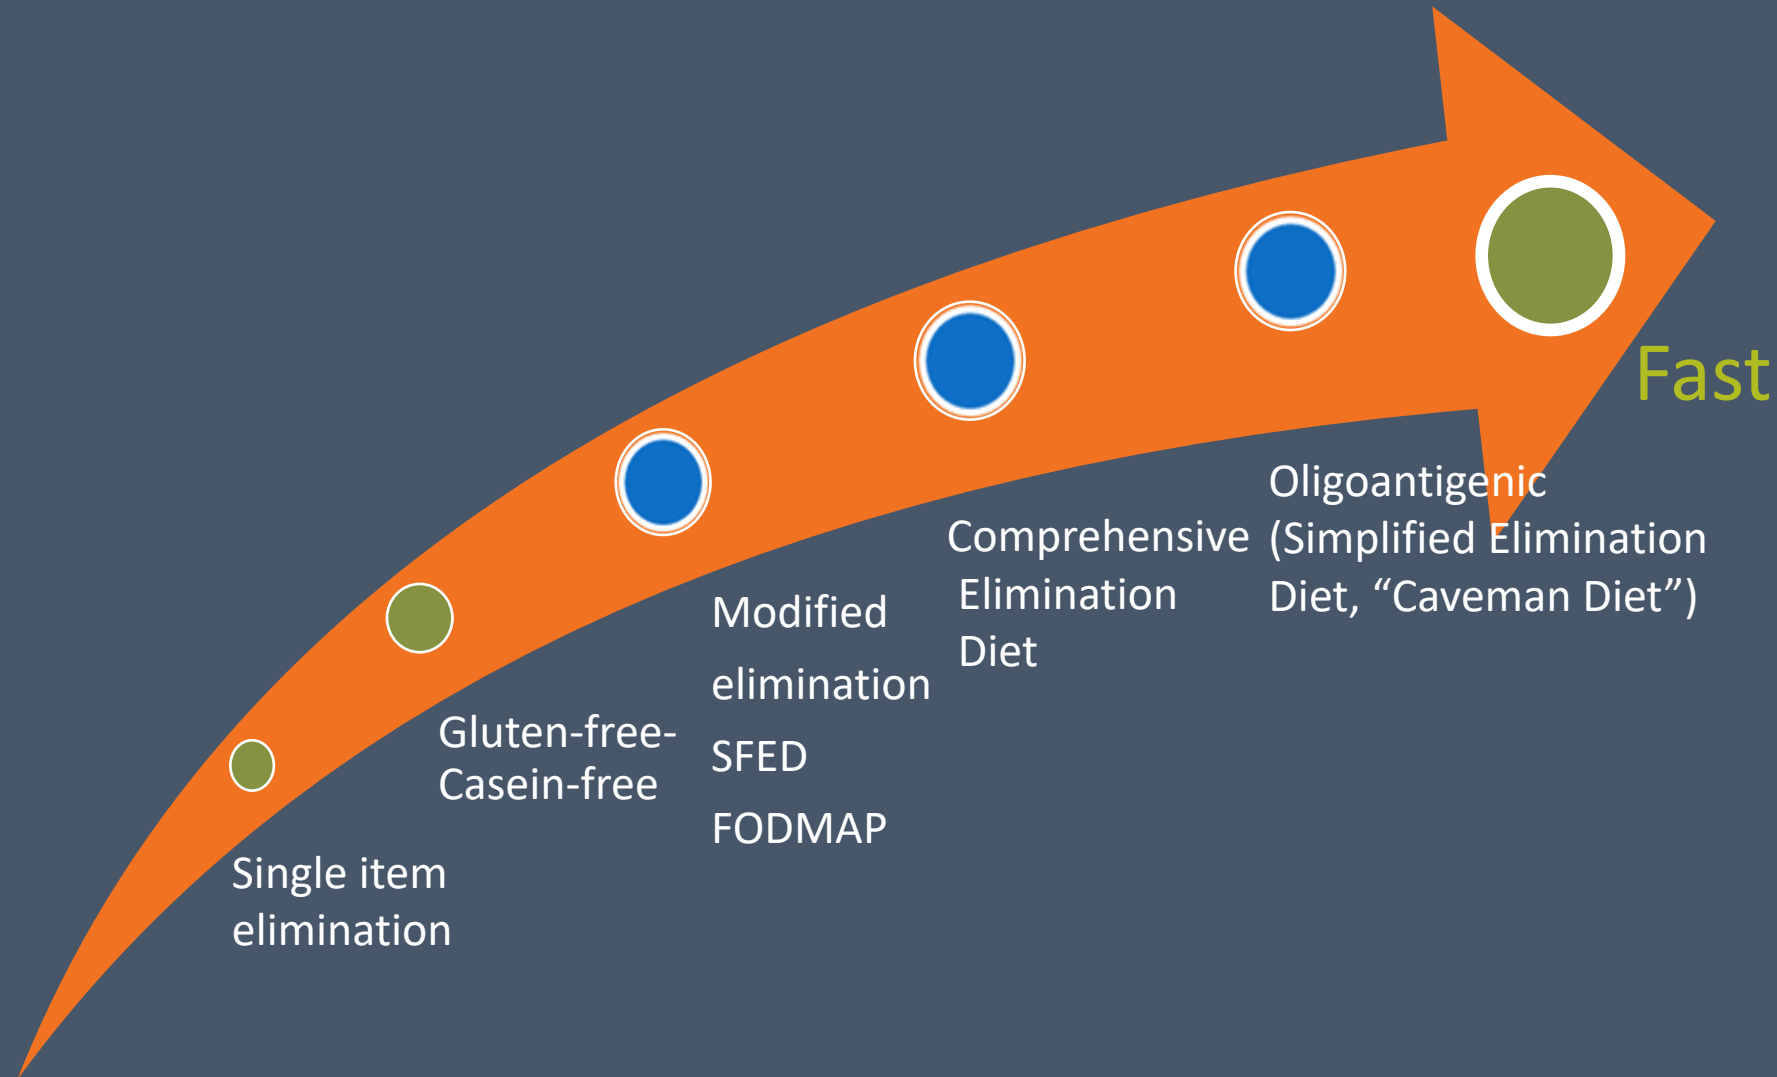 Single item
elimination
Gluten-free-
Casein-free
Modified
elimination
SFED
FODMAP
Comprehensive
Elimination
Diet
Oligoantigenic
(Simplified Elimination
Diet, “Caveman Diet”)
Fast